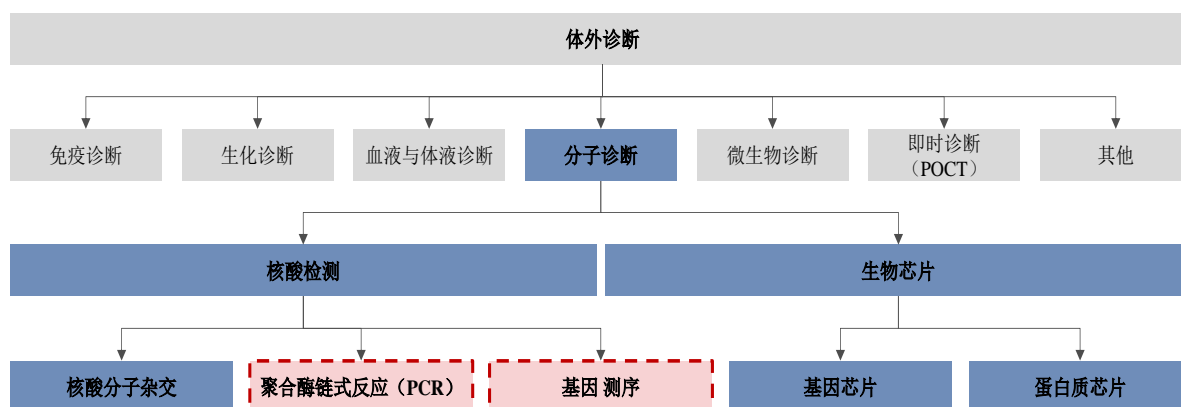 体外诊断
免疫诊断
生化诊断
血液与体液诊断
分子诊断
微生物诊断
即时诊断
（POCT）
其他
核酸检测
生物芯片
核酸分子杂交
聚合酶链式反应（PCR）
基因 测序
基因芯片
蛋白质芯片